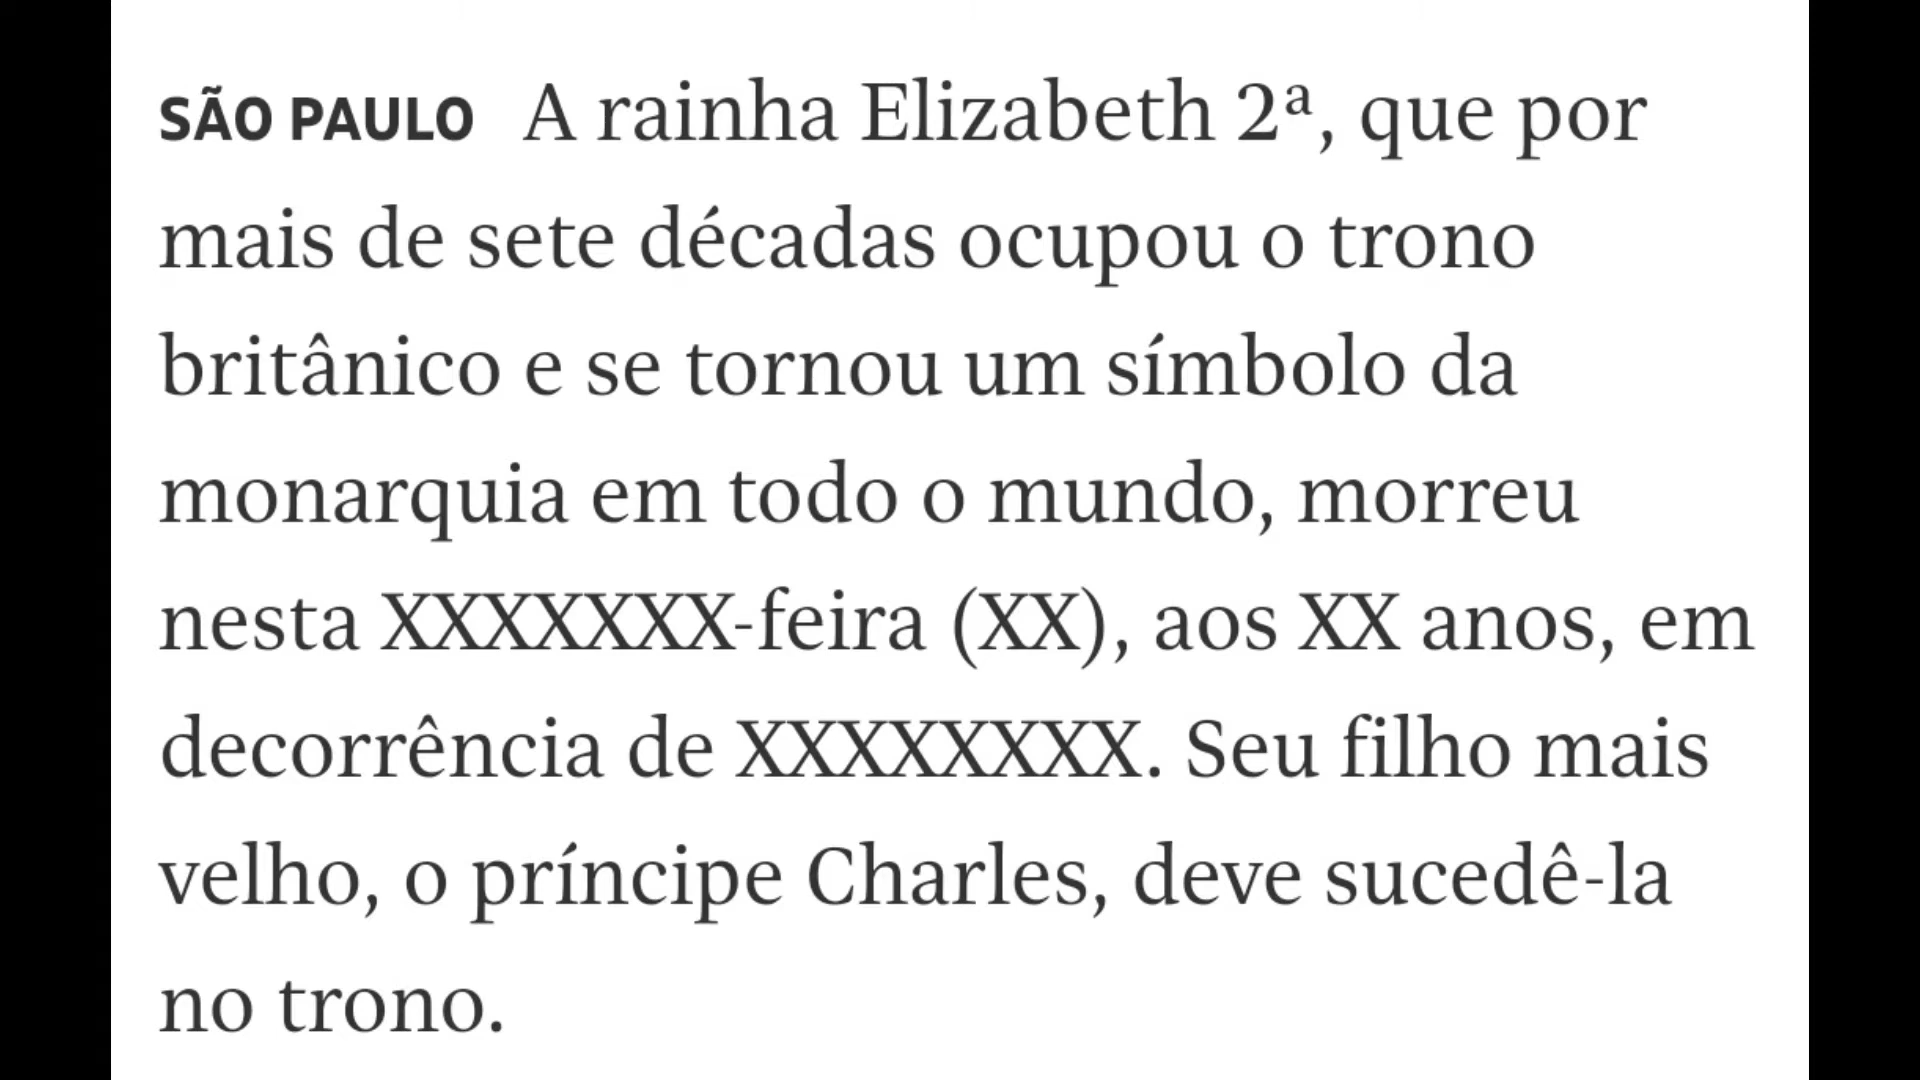 SÃO PAULO A rainha Elizabeth 2ª, que por
mais de sete décadas ocupou o trono
britânico e se tornou um símbolo da
monarquia em todo o mundo, morreu
nesta XXXXXXX-feira (XX), aos XX anos, em
decorrência de XXXXXXXX. Seu filho mais
velho, o príncipe Charles, deve sucedê-la
no trono.